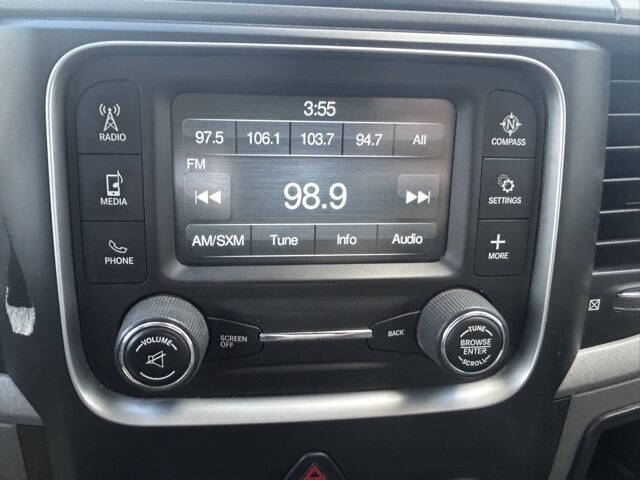 3:55
97.5 106.1 103.7 94.7 All
FM
98.9
AM/SXM Tune Info Audio
RADIO
MEDIA
PHONE
COMPASS
SETTINGS
MORE
VOLUME
SCREEN
OFF
BACK
TUNE
BROWSE
ENTER
SCROLL